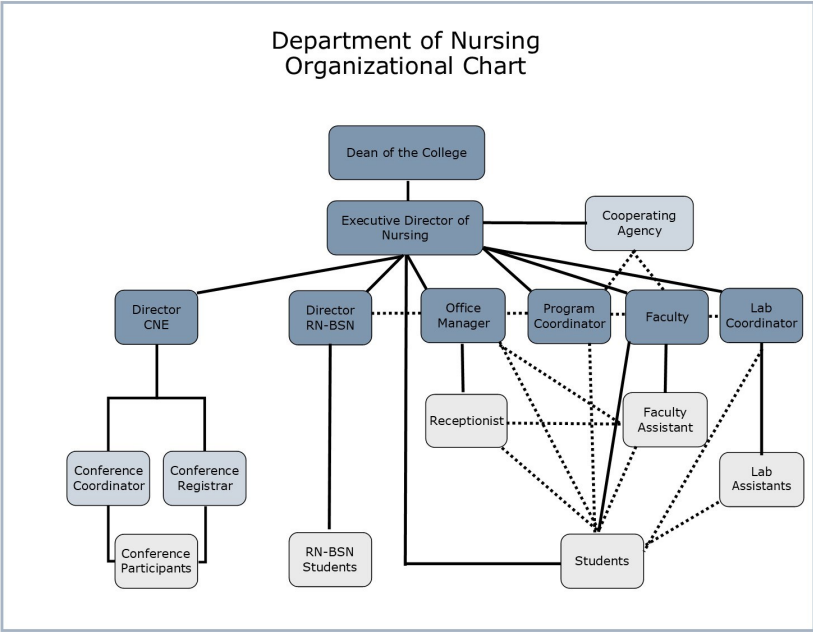 Department of Nursing
Organizational Chart
Dean of the College
Executive Director of
Nursing
Cooperating
Agency
Director
CNE
Director
RN-BSN
Office
Manager
Program
Coordinator
Faculty
Lab
Coordinator
Receptionist
Faculty
Assistant
Conference
Coordinator
Conference
Registrar
Lab
Assistants
Conference
Participants
RN-BSN
Students
Students